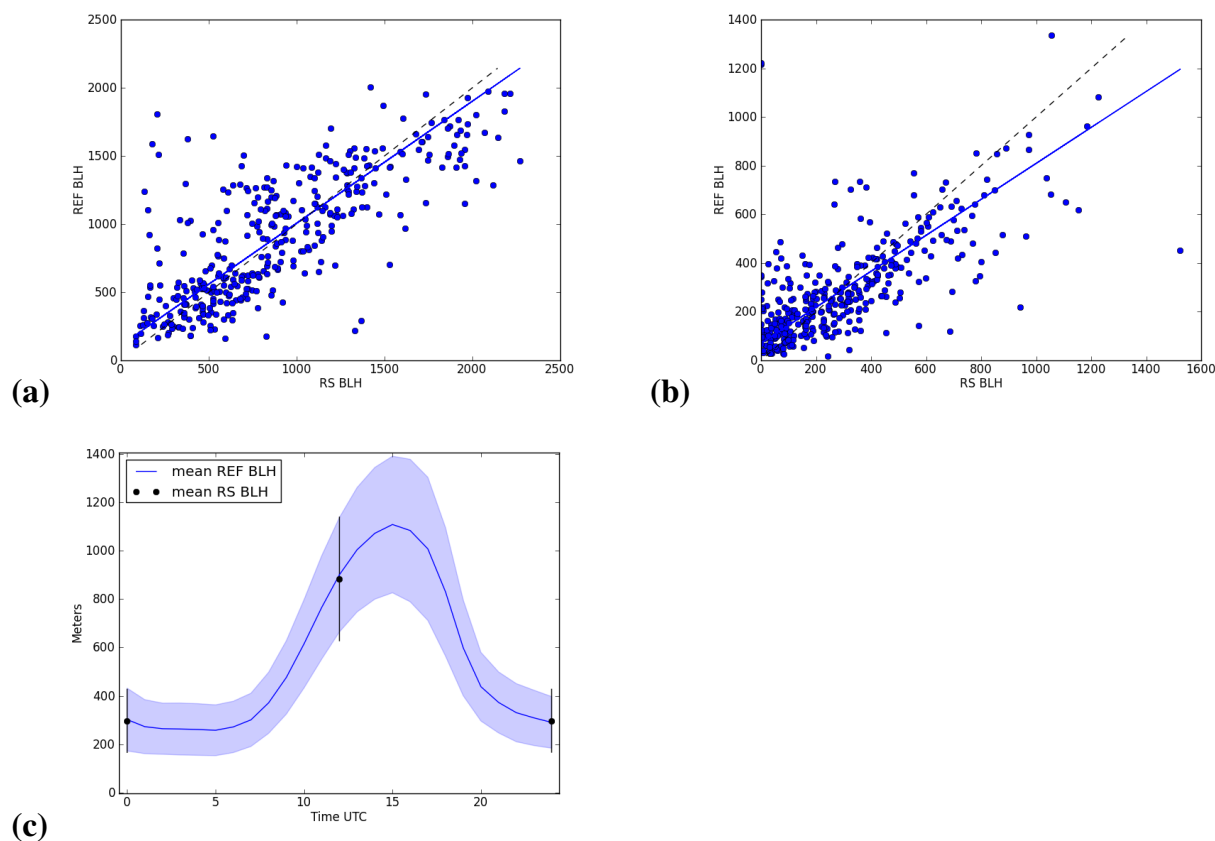 2500
2000
1500
1000
500
0
REF BLH
0 500 1000 1500 2000 2500
RS BLH
(a)
1400
1200
1000
800
600
400
200
0
REF BLH
0 200 400 600 800 1000 1200 1400 1600
RS BLH
(b)
1400
1200
1000
800
600
400
200
0
Meters
mean REF BLH
mean RS BLH
0 5 10 15 20
Time UTC
(c)